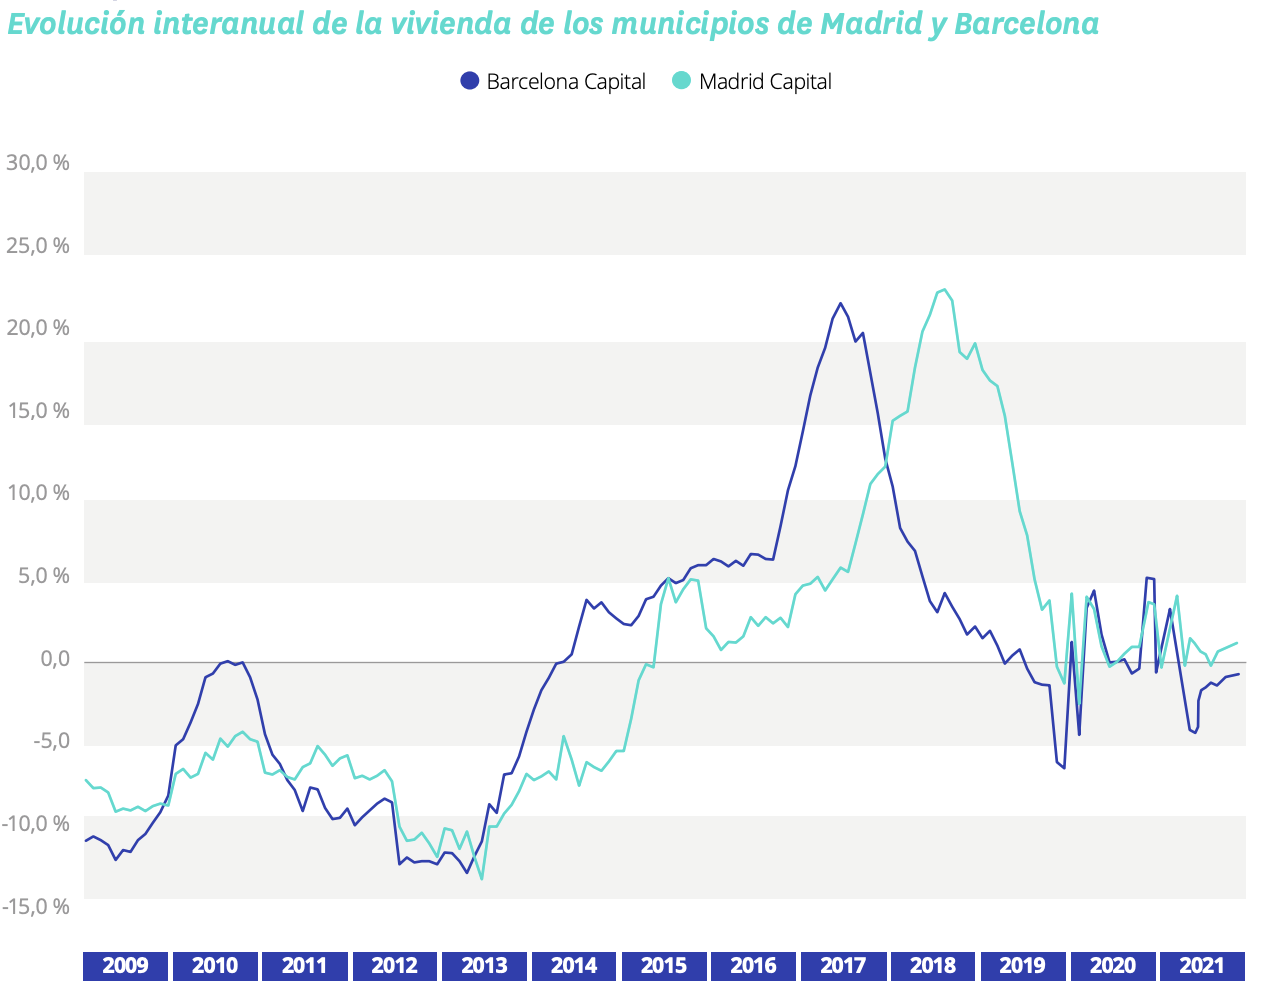 Evolución interanual de la vivienda de los municipios de Madrid y Barcelona
Barcelona Capital
Madrid Capital
30,0 %
25,0 %
20,0 %
15,0 %
10,0 %
5,0 %
0,0
-5,0
-10,0 %
-15,0 %
2009 2010 2011 2012 2013 2014 2015 2016 2017 2018 2019 2020 2021